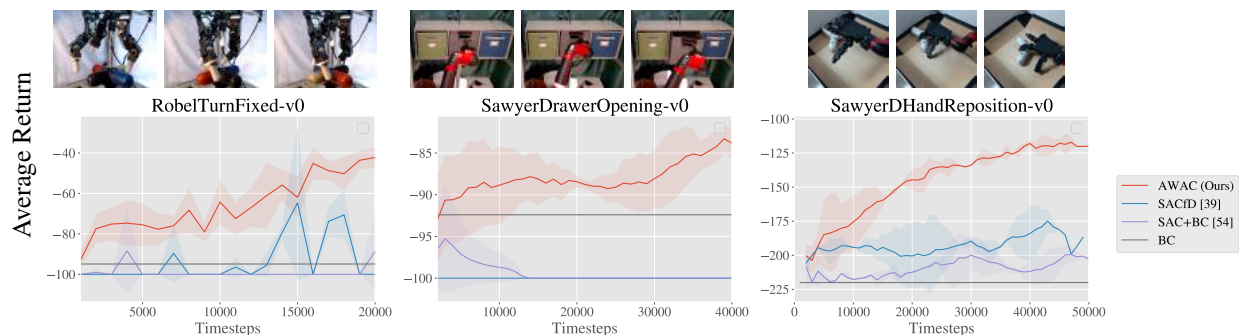 RobelTurnFixed-v0
SawyerDrawerOpening-v0
SawyerDHandReposition-v0
Average Return
−40
−60
−80
−100
5000
10000
15000
20000
Timesteps
−85
−90
−95
−100
10000
20000
30000
40000
Timesteps
−100
−125
−150
−175
−200
−225
0
10000
20000
30000
40000
50000
Timesteps
AWAC (Ours)
SACfD [39]
SAC+BC [54]
BC